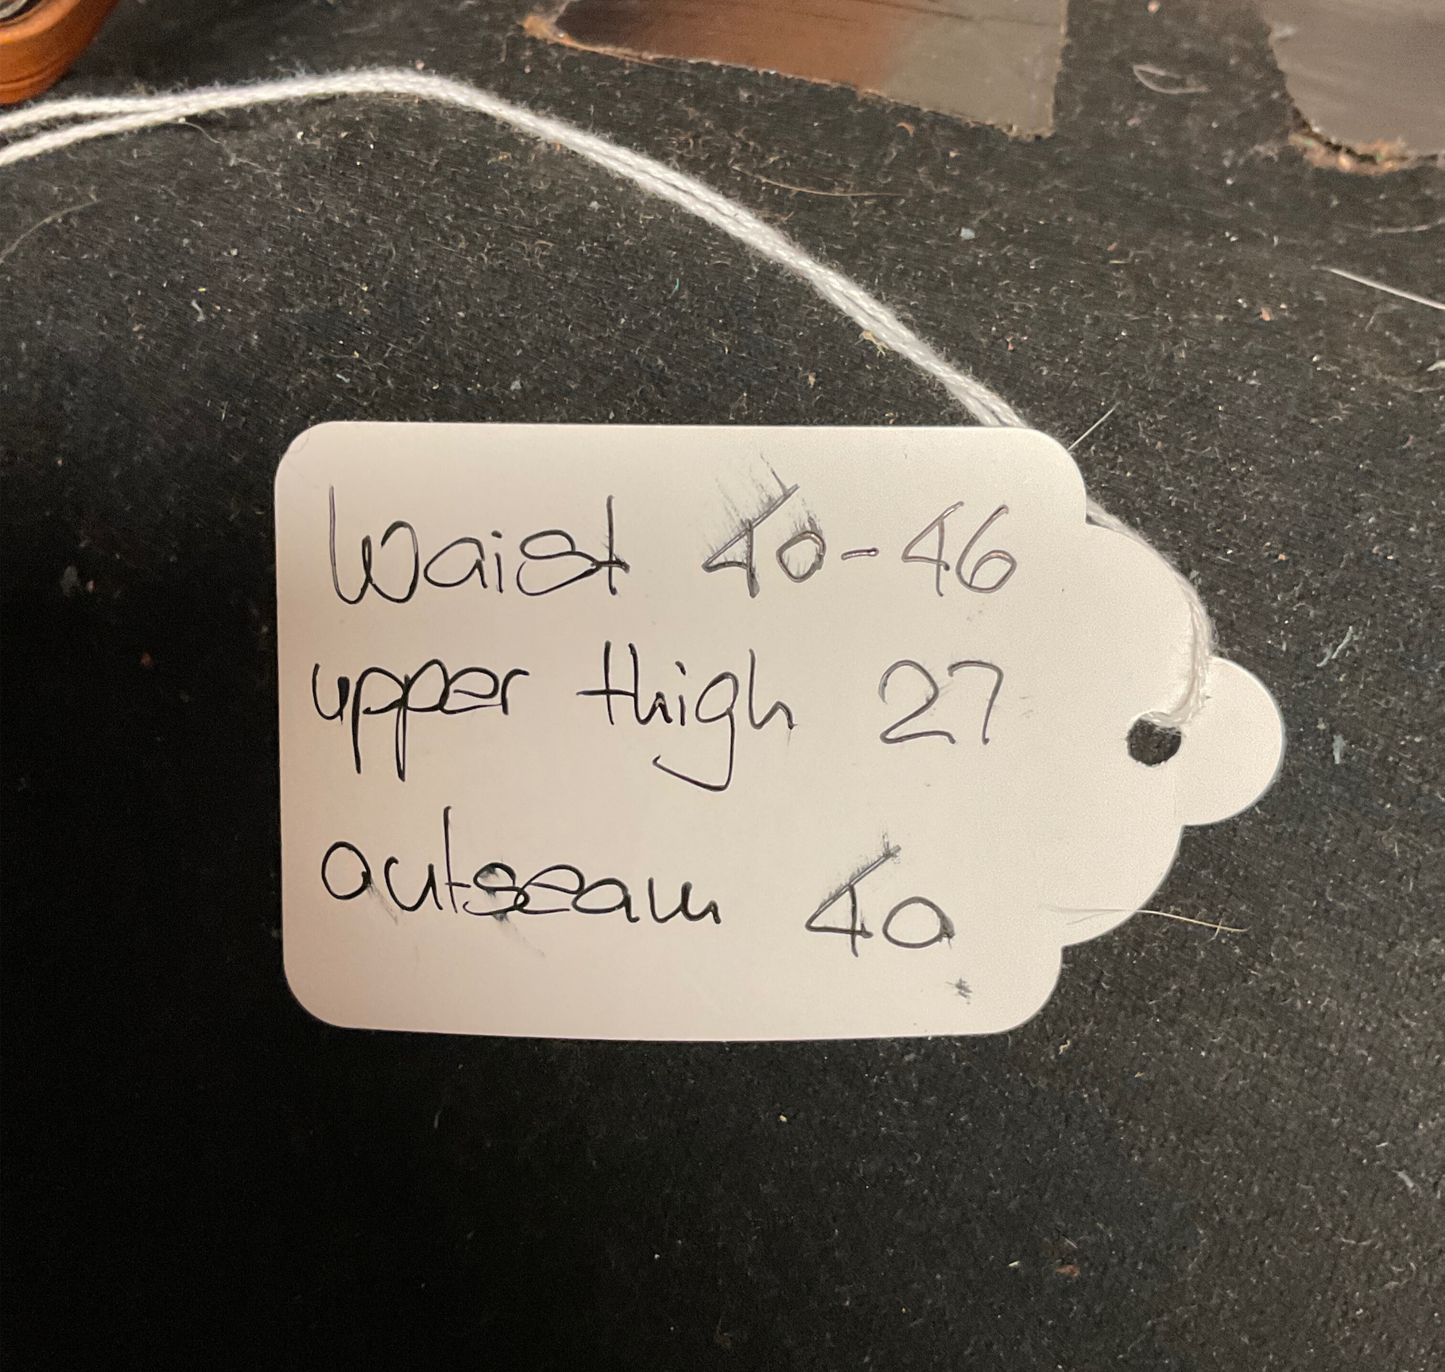 Waist 40-46
upper thigh 27
outseam 40